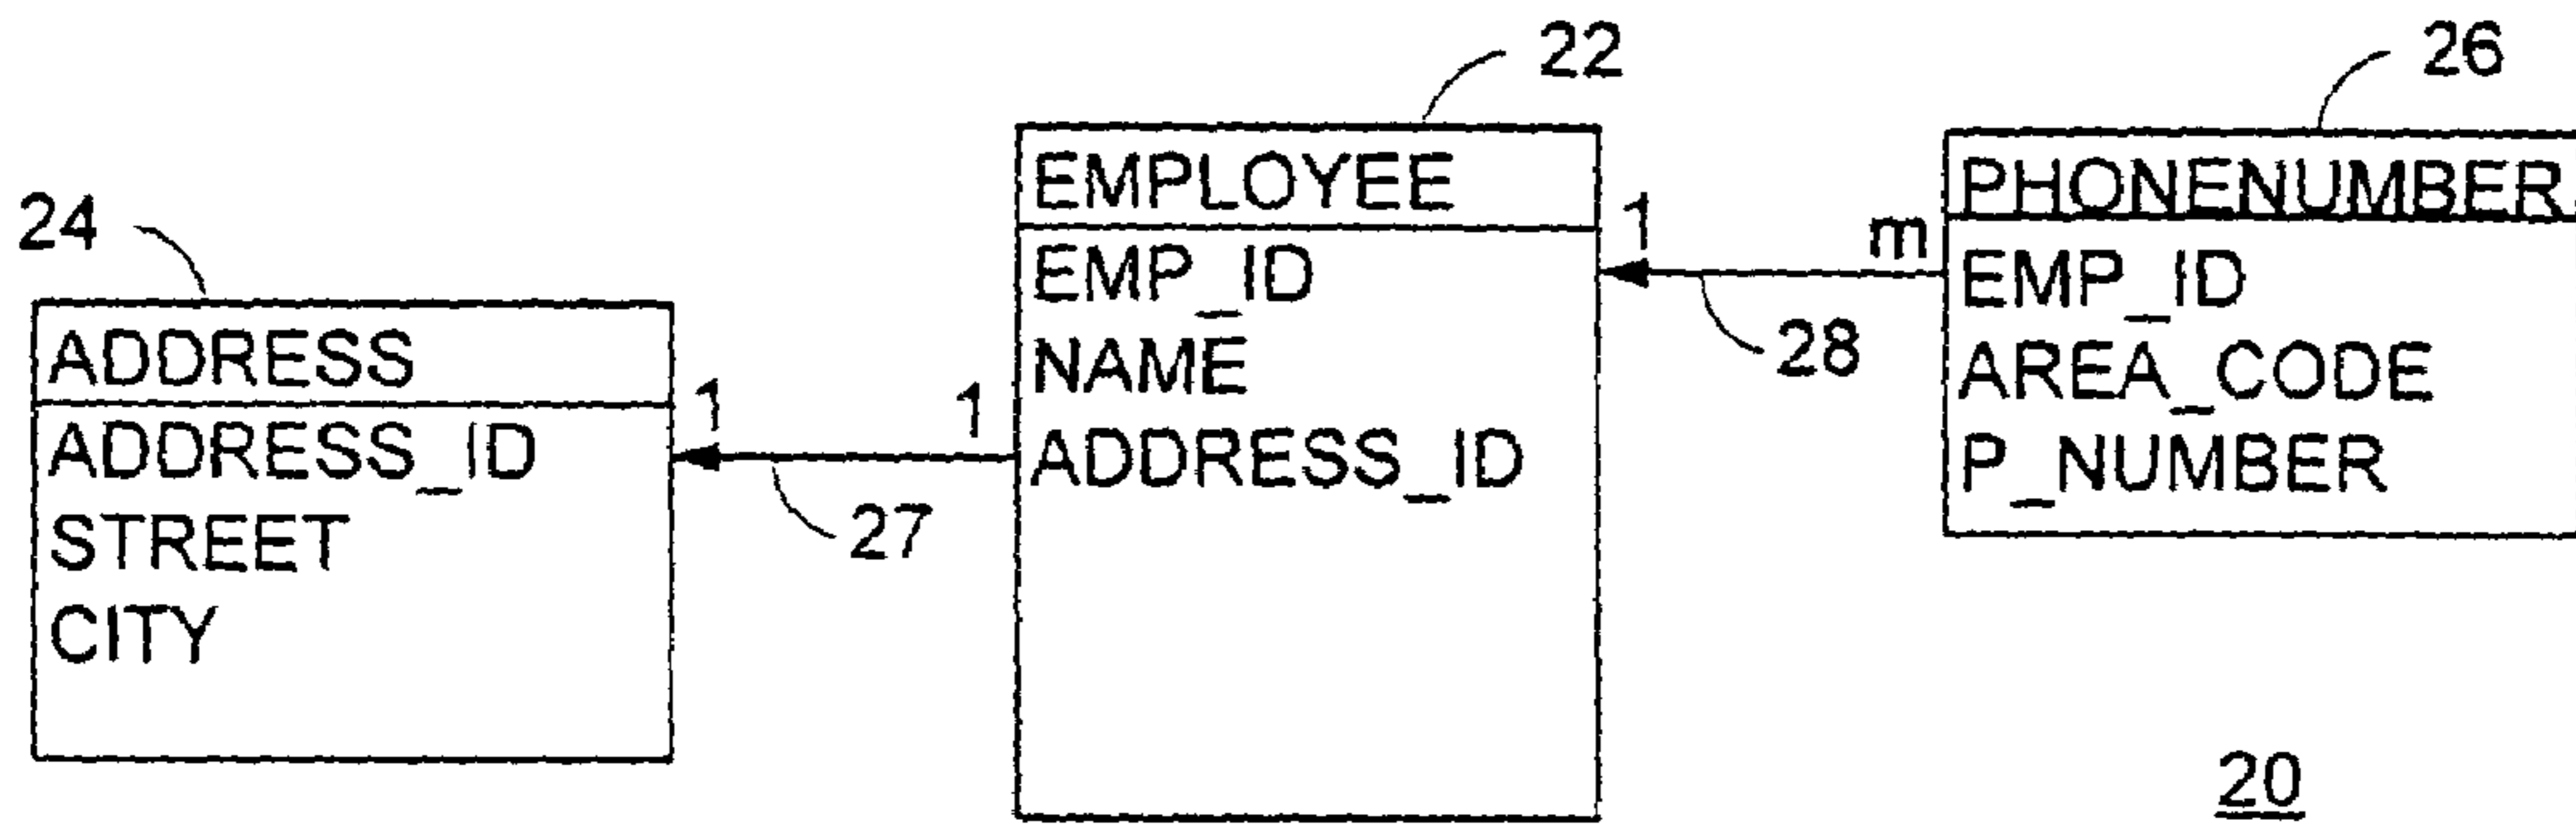 24
ADDRESS
ADDRESS_ID
STREET
CITY
1
1
27
22
EMPLOYEE
EMP_ID
NAME
ADDRESS_ID
1
m
28
26
PHONENUMBER
EMP_ID
AREA_CODE
P_NUMBER
20